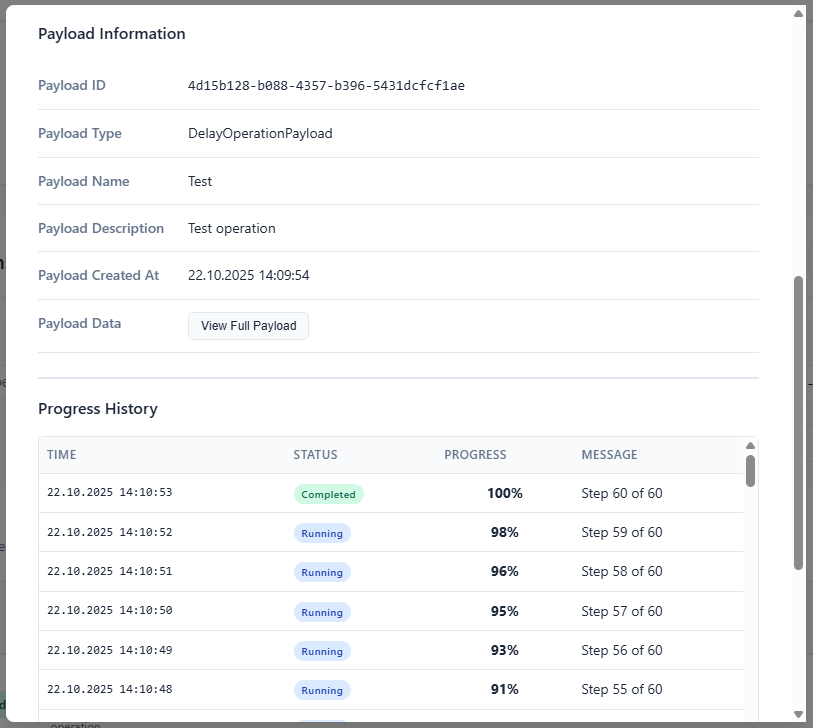 Payload Information
Payload ID 4d15b128-b088-4357-b396-5431dcfcf1ae
Payload Type DelayOperationPayload
Payload Name Test
Payload Description Test operation
Payload Created At 22.10.2025 14:09:54
Payload Data View Full Payload
Progress History
TIME STATUS PROGRESS MESSAGE
22.10.2025 14:10:53 Completed 100% Step 60 of 60
22.10.2025 14:10:52 Running 98% Step 59 of 60
22.10.2025 14:10:51 Running 96% Step 58 of 60
22.10.2025 14:10:50 Running 95% Step 57 of 60
22.10.2025 14:10:49 Running 93% Step 56 of 60
22.10.2025 14:10:48 Running 91% Step 55 of 60
operation